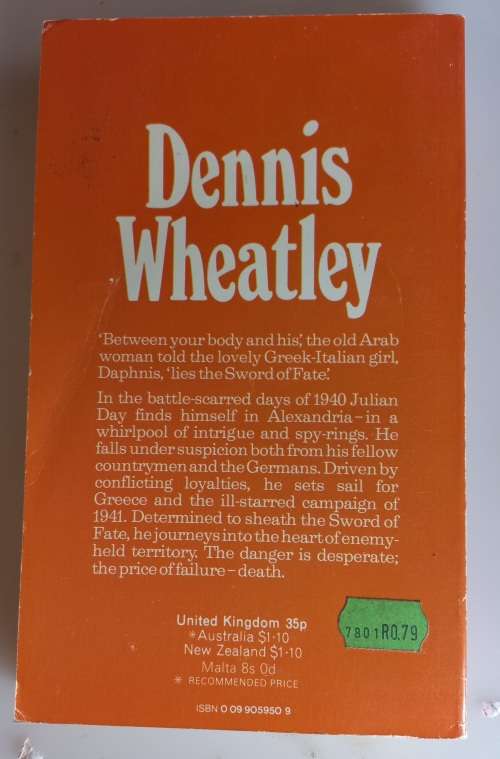 Dennis
Wheatley
‘Between your body and his,’ the old Arab
woman told the lovely Greek-Italian girl,
Daphnis, ‘lies the Sword of Fate.’
In the battle-scarred days of 1940 Julian
Day finds himself in Alexandria – in a
whirlpool of intrigue and spy-rings. He
falls under suspicion both from his fellow
countrymen and the Germans. Driven by
conflicting loyalties, he sets sail for
Greece and the ill-starred campaign of
1941. Determined to sheath the Sword of
Fate, he journeys into the heart of enemy-
held territory. The danger is desperate;
the price of failure – death.
United Kingdom 35p
*Australia $1·10
New Zealand $1·10
Malta 8s 0d
* RECOMMENDED PRICE
7801 R0.79
ISBN 0 09 905950 9